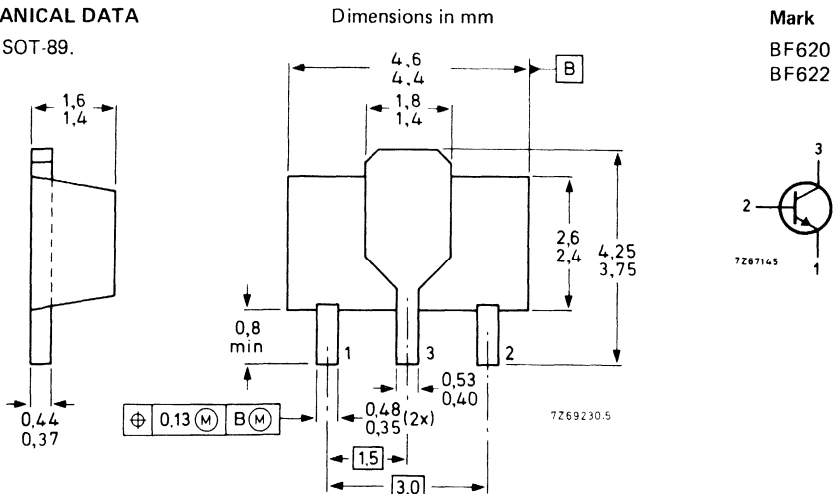 ANICAL DATA
SOT-89.
Dimensions in mm
Mark
BF620
BF622
4,6
4,4
B
1,6
1,4
1,8
1,4
2,6
2,4
4,25
3,75
0,8
min
1
3
2
0,53
0,40
0,44
0,37
⌖ 0,13 Ⓜ B Ⓜ
0,48
0,35 (2x)
7Z69230.5
1,5
3,0
3
2
1
7Z67145